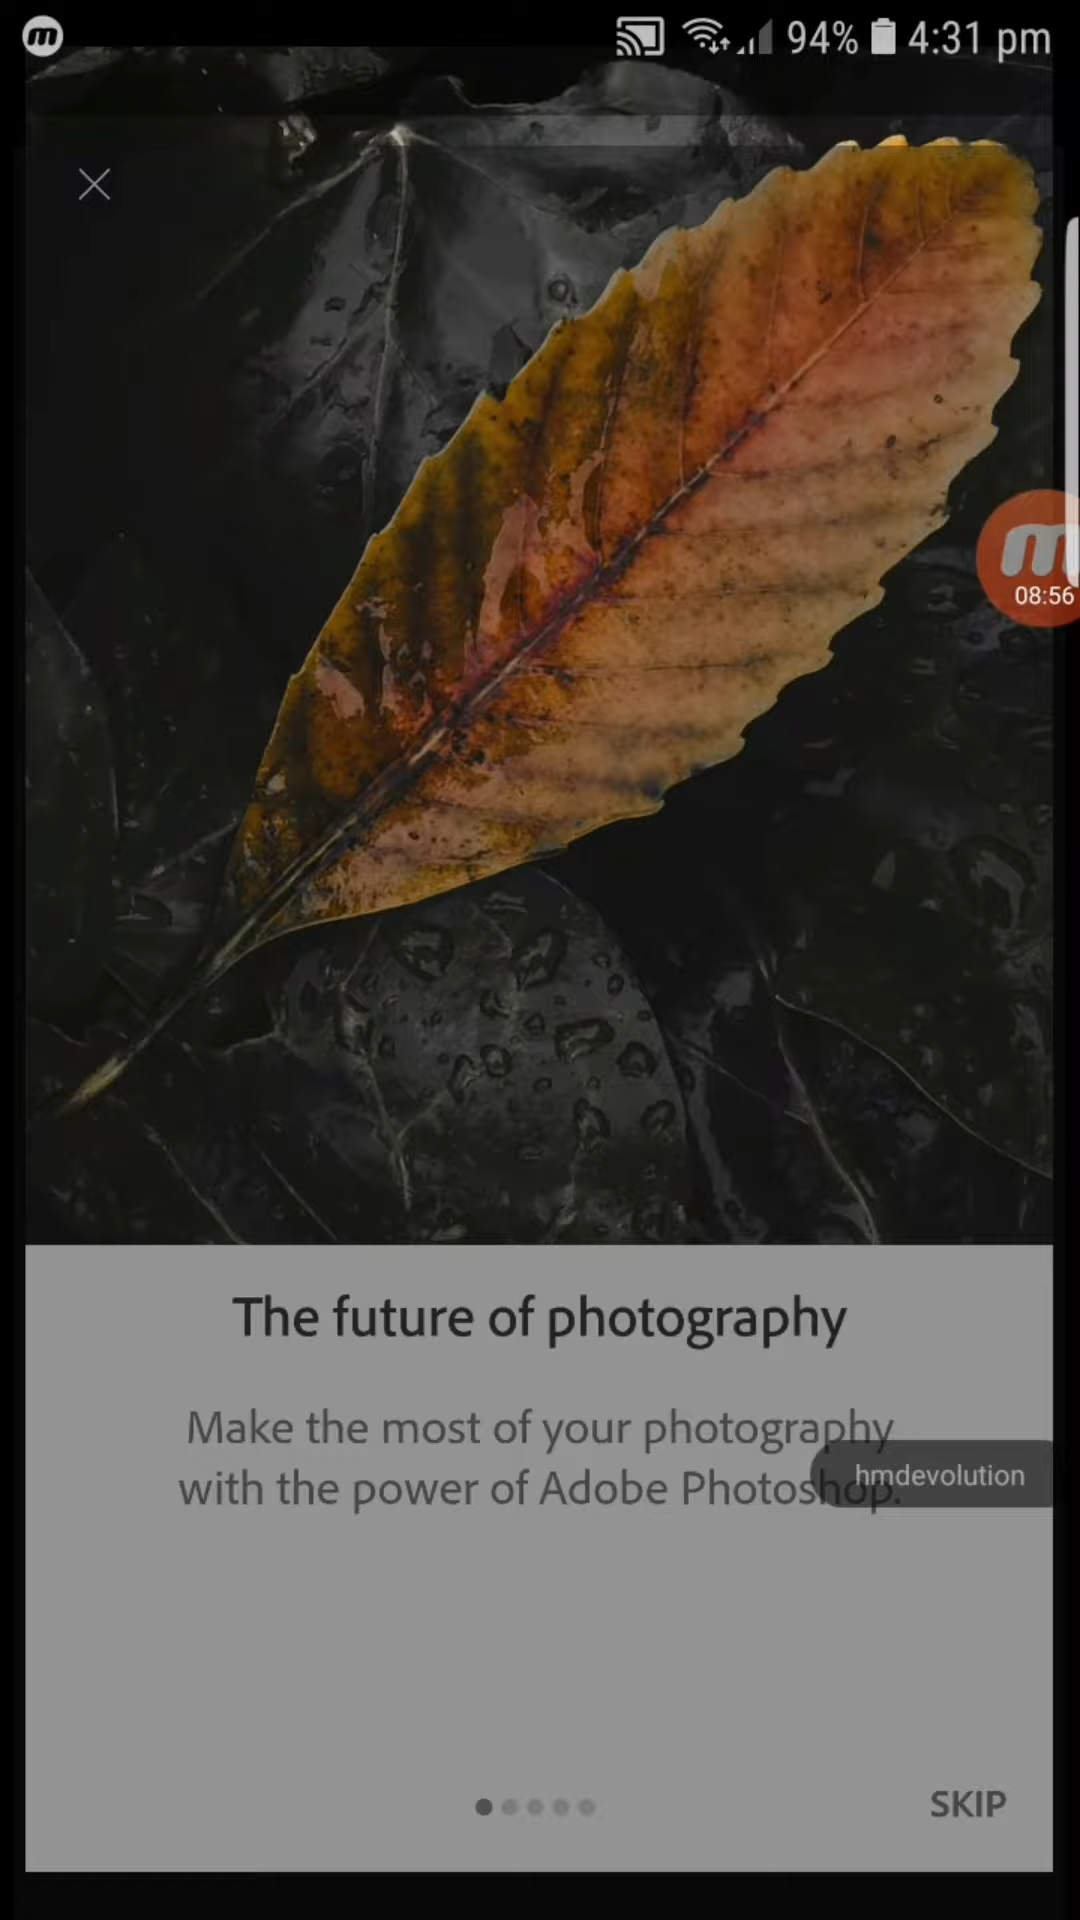 m 94% 4:31 pm
m
08:56
The future of photography
Make the most of your photography
with the power of Adobe Photoshop.
hmdevolution
SKIP